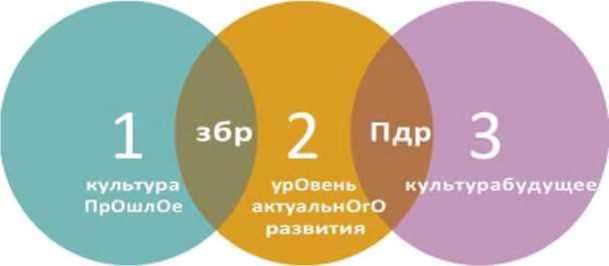 1
культура
ПрОшлОе
збр
2
урОвень
актуальнОгО
развития
Пдр
3
культурабудущее